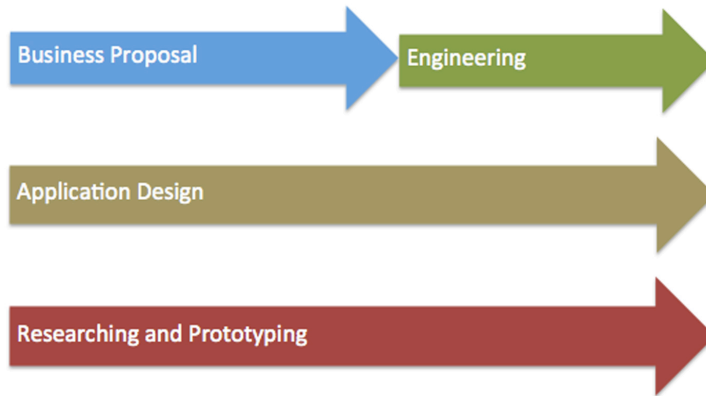 Business Proposal
Engineering
Application Design
Researching and Prototyping